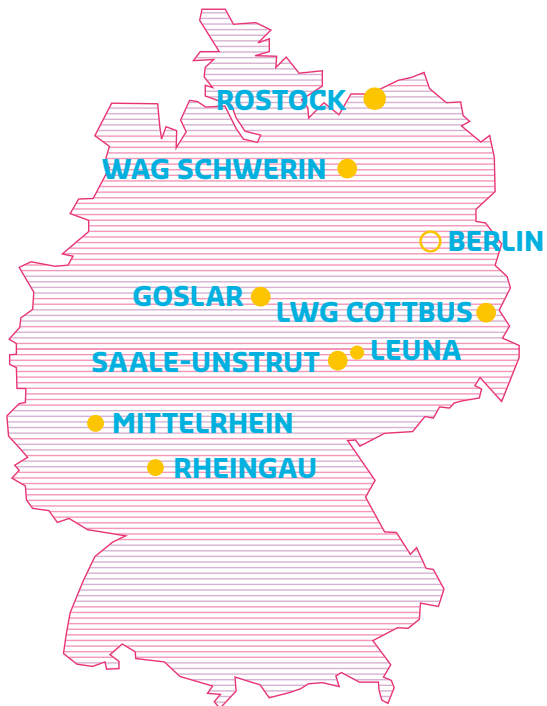 ROSTOCK
WAG SCHWERIN
BERLIN
GOSLAR
LWG COTTBUS
LEUNA
SAALE-UNSTRUT
MITTELRHEIN
RHEINGAU